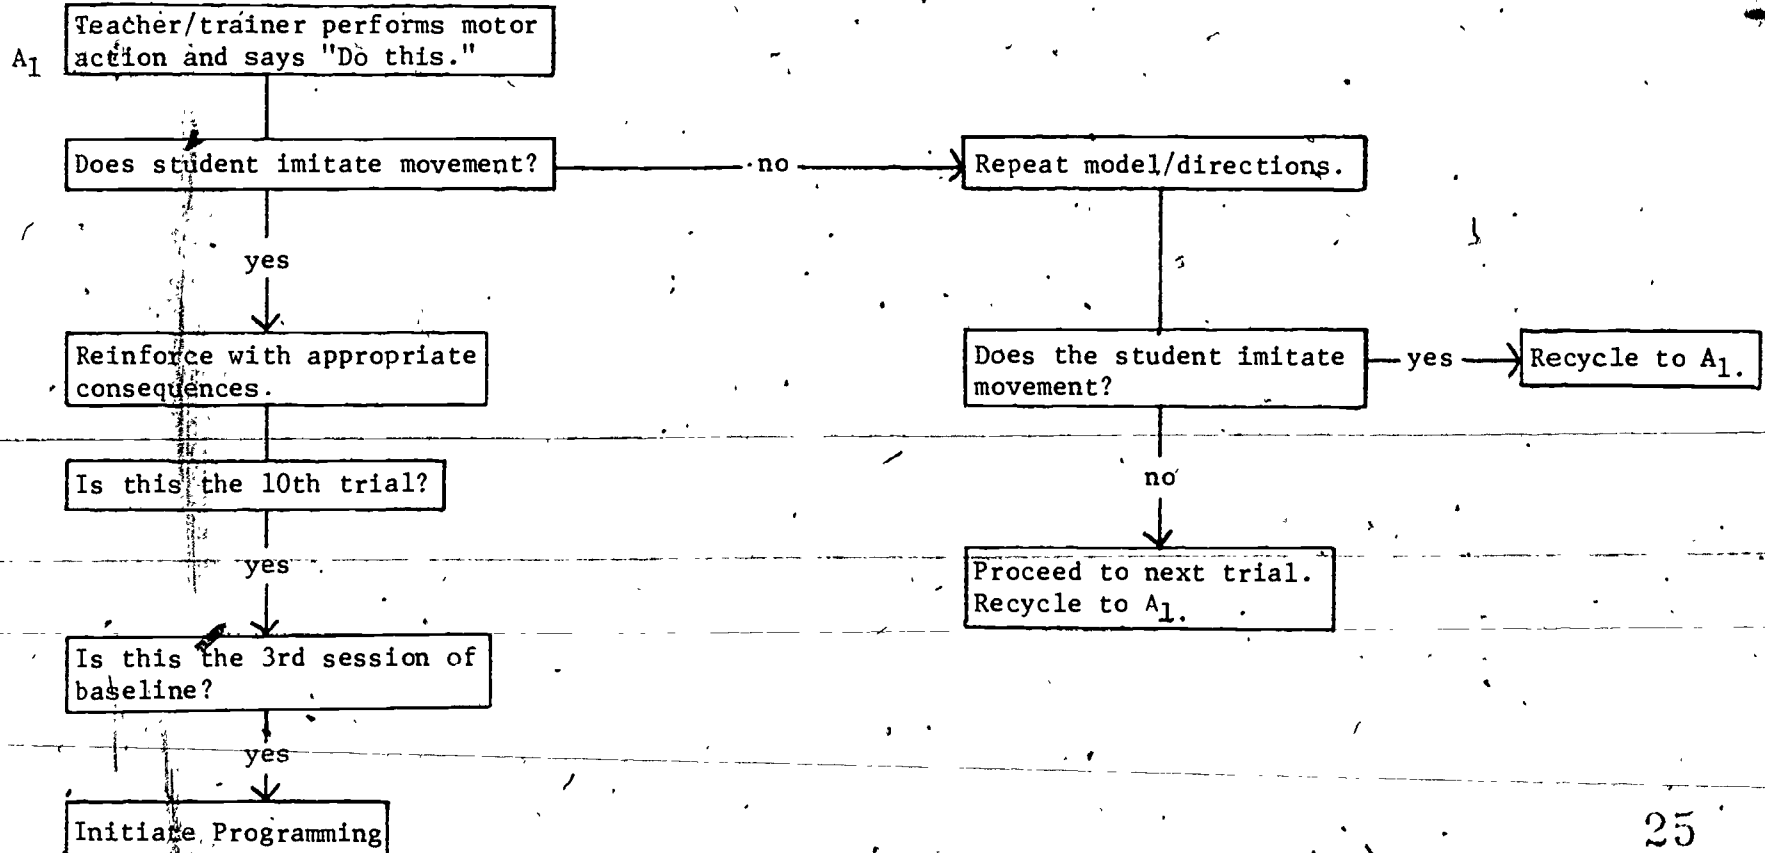 Teacher/trainer performs motor
A1 action and says "Do this."
Does student imitate movement?
no
Repeat model/directions.
yes
Reinforce with appropriate
consequences.
Does the student imitate
movement?
yes
Recycle to A1.
Is this the 10th trial?
no
yes
Proceed to next trial.
Recycle to A1.
Is this the 3rd session of
baseline?
yes
Initiate Programming
25